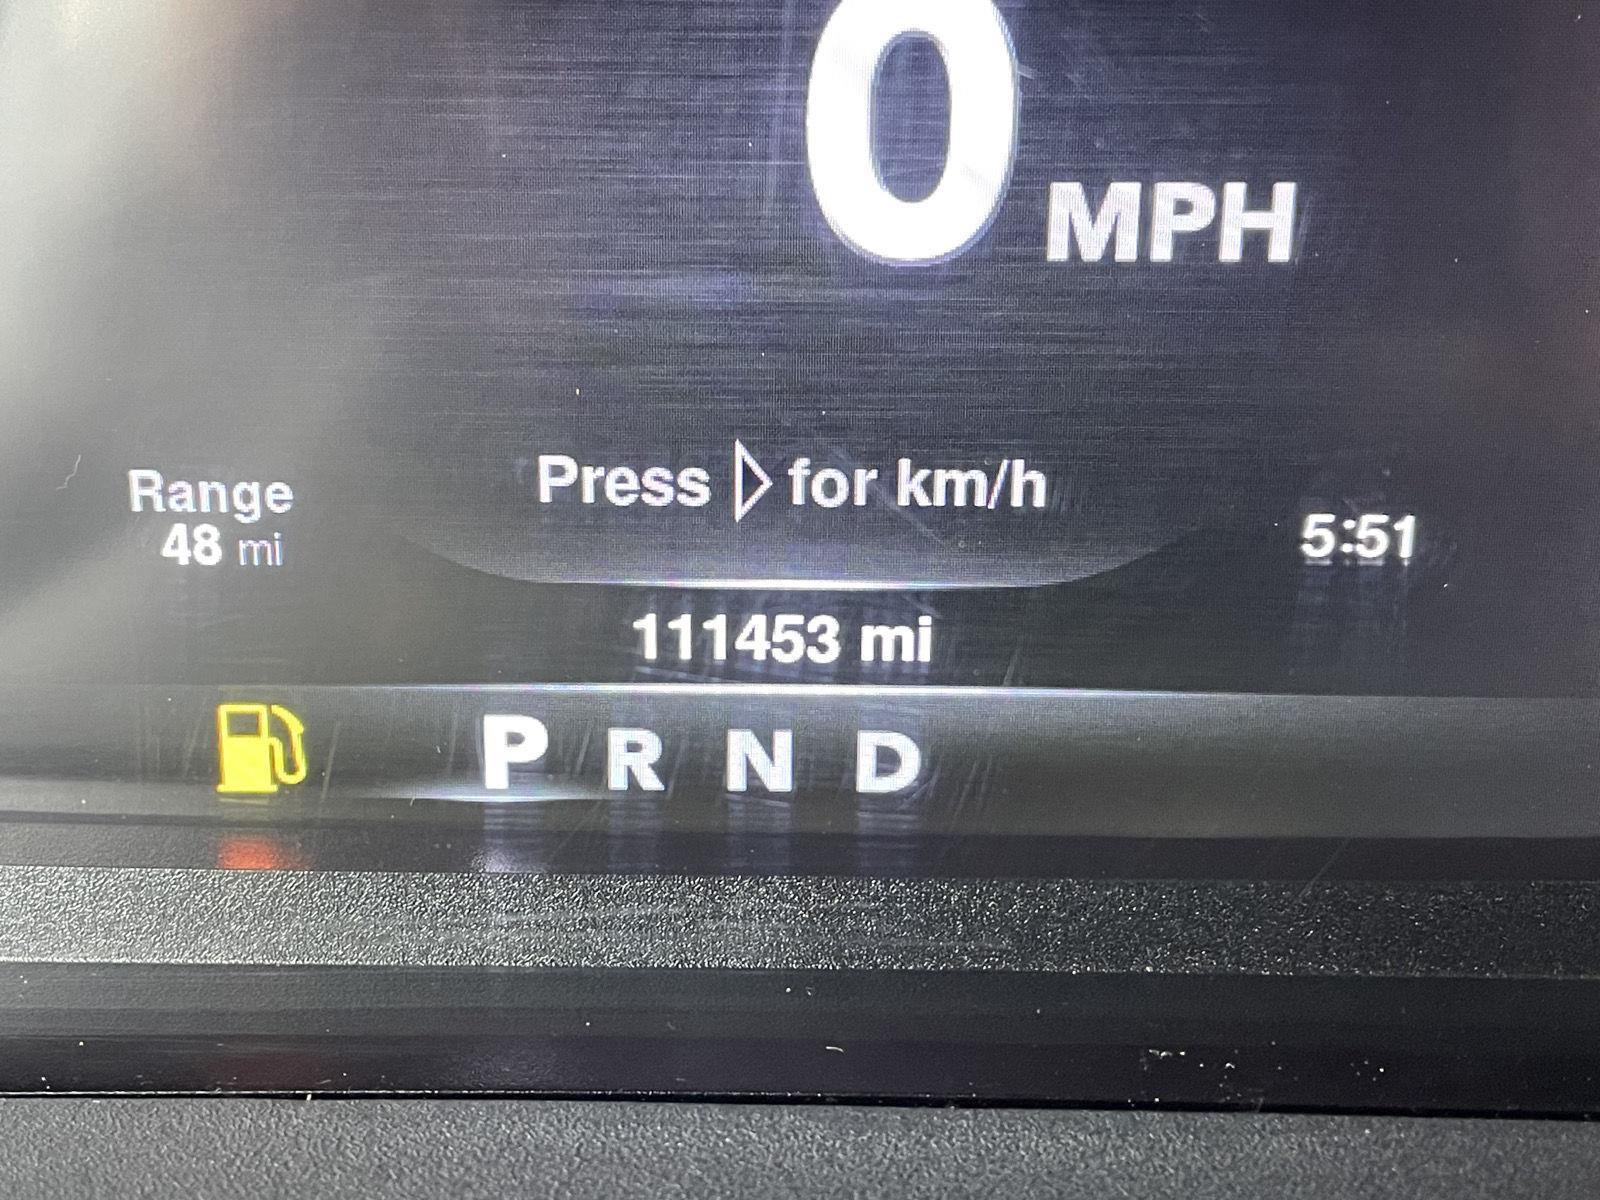 0 MPH
Press ▷ for km/h
Range
48 mi
5:51
111453 mi
P R N D